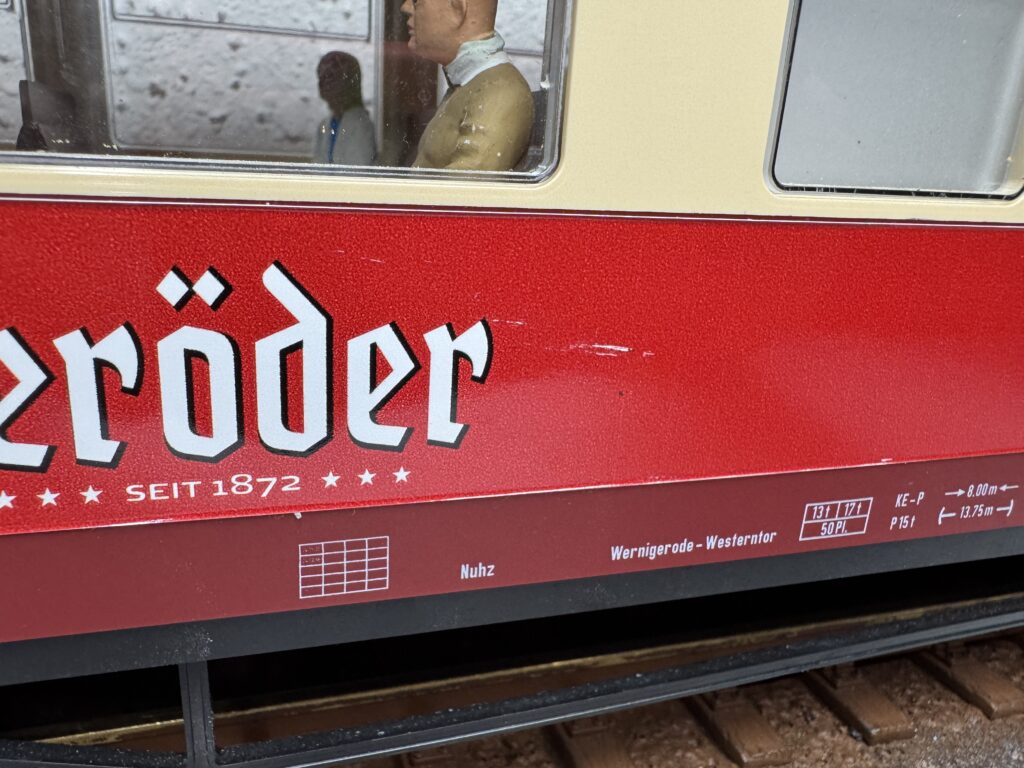 eröder
★ ★ ★ SEIT 1872 ★ ★ ★
Nuhz
Wernigerode-Westerntor
13t 17t
50Pl.
KE-P
P15t
8.00m
13.75m